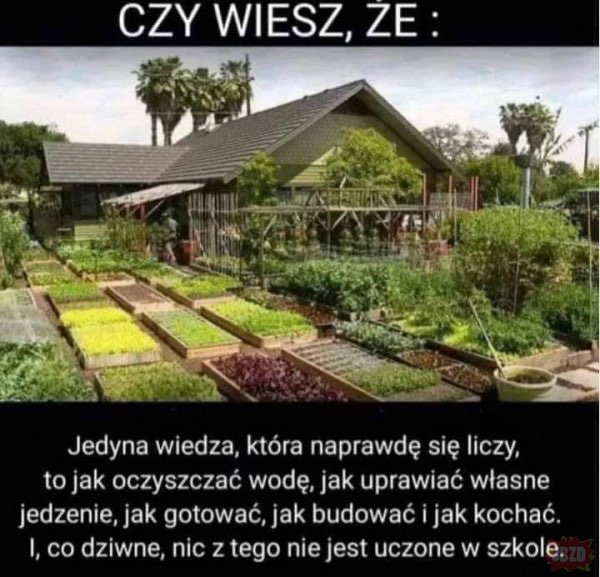 CZY WIESZ, ŻE :
Jedyna wiedza, która naprawdę się liczy,
to jak oczyszczać wodę, jak uprawiać własne
jedzenie, jak gotować, jak budować i jak kochać.
I, co dziwne, nic z tego nie jest uczone w szkole.